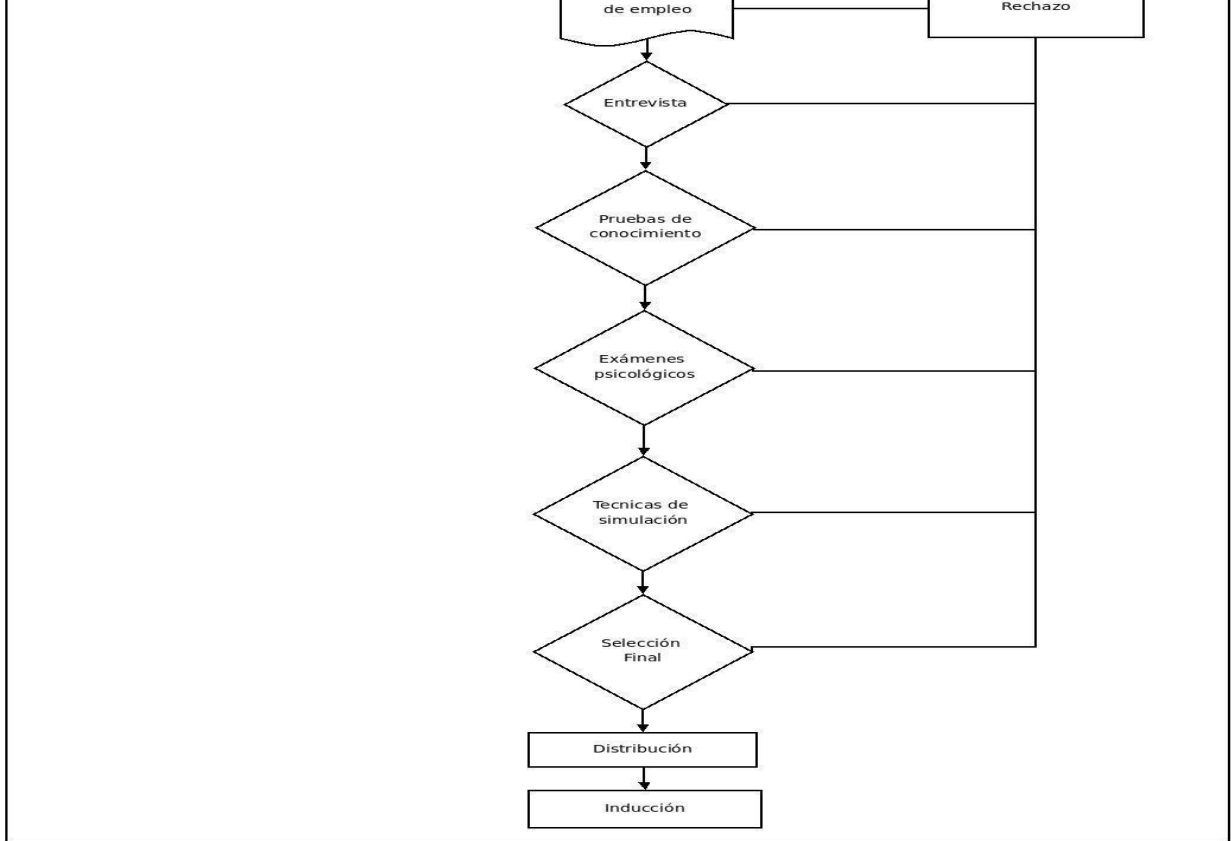 de empleo
Rechazo
Entrevista
Pruebas de
conocimiento
Exámenes
psicológicos
Tecnicas de
simulación
Selección
Final
Distribución
Inducción